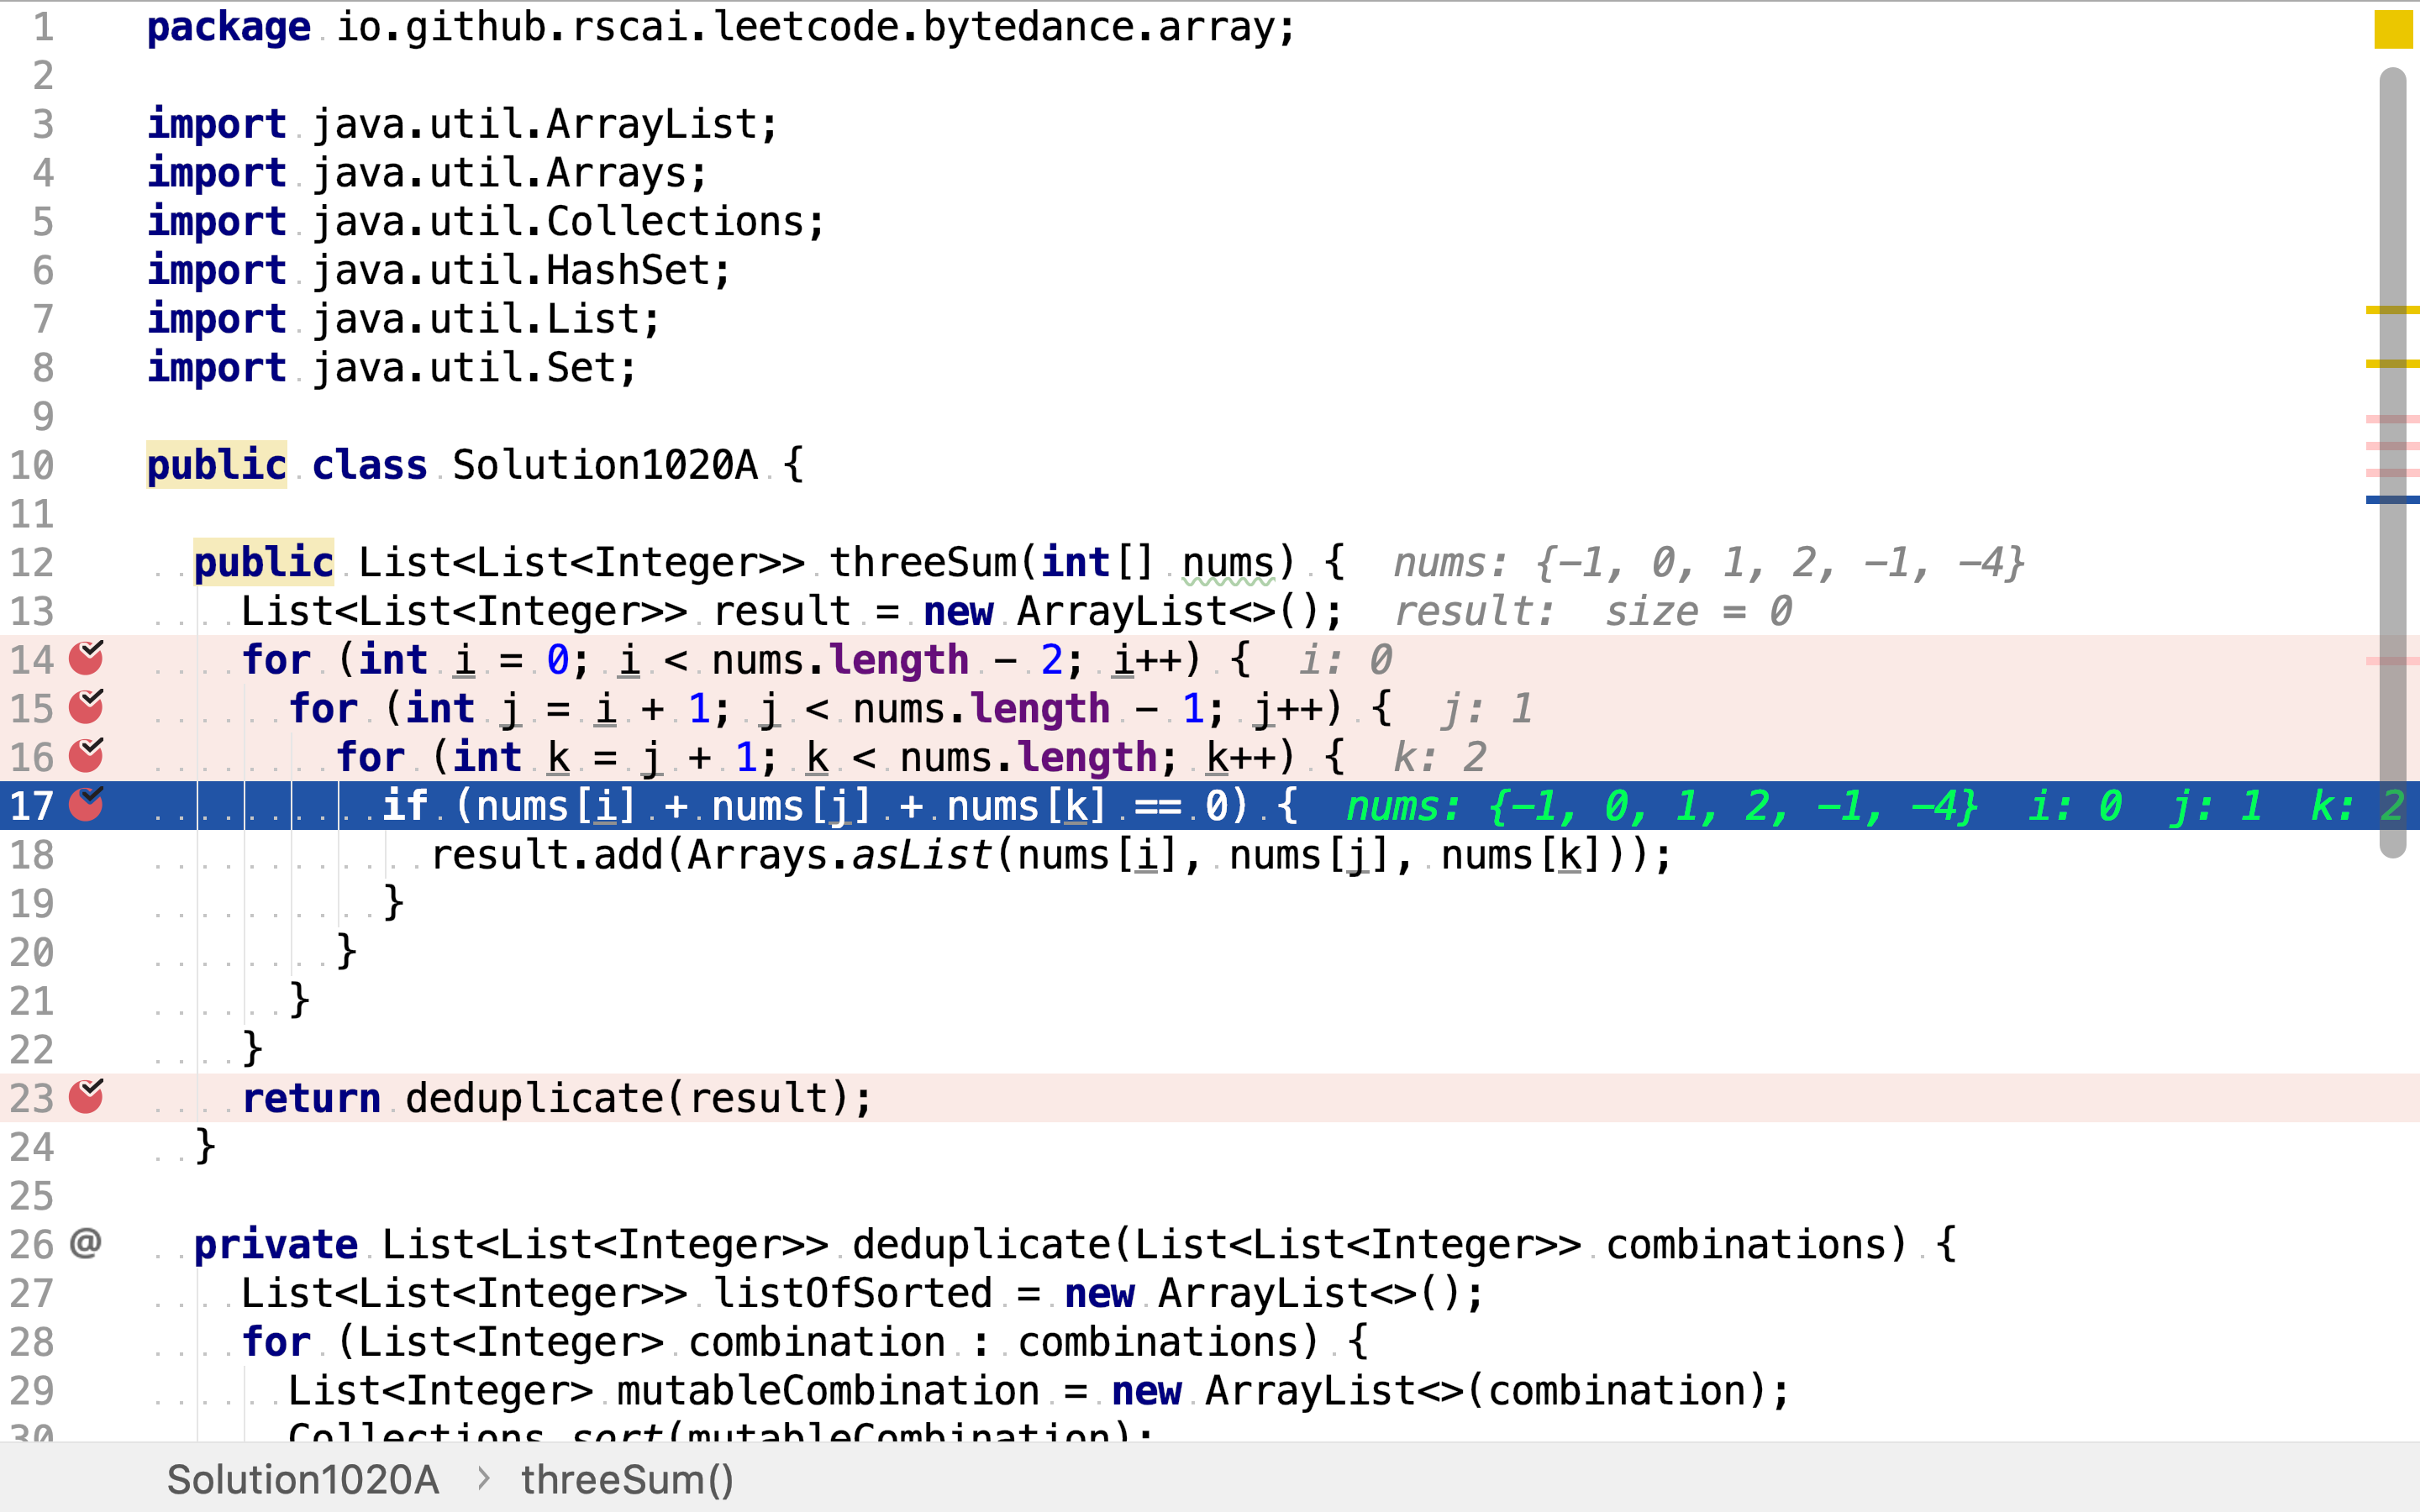 1 package io.github.rscai.leetcode.bytedance.array;
2
3 import java.util.ArrayList;
4 import java.util.Arrays;
5 import java.util.Collections;
6 import java.util.HashSet;
7 import java.util.List;
8 import java.util.Set;
9
10 public class Solution1020A {
11
12 public List<List<Integer>> threeSum(int[] nums) { nums: {-1, 0, 1, 2, -1, -4}
13 List<List<Integer>> result = new ArrayList<>(); result: size = 0
14 for (int i = 0; i < nums.length - 2; i++) { i: 0
15 for (int j = i + 1; j < nums.length - 1; j++) { j: 1
16 for (int k = j + 1; k < nums.length; k++) { k: 2
17 if (nums[i] + nums[j] + nums[k] == 0) { nums: {-1, 0, 1, 2, -1, -4} i: 0 j: 1 k: 2
18 result.add(Arrays.asList(nums[i], nums[j], nums[k]));
19 }
20 }
21 }
22 }
23 return deduplicate(result);
24 }
25
26 @ private List<List<Integer>> deduplicate(List<List<Integer>> combinations) {
27 List<List<Integer>> listOfSorted = new ArrayList<>();
28 for (List<Integer> combination : combinations) {
29 List<Integer> mutableCombination = new ArrayList<>(combination);
30 Collections.sort(mutableCombination);
Solution1020A > threeSum()